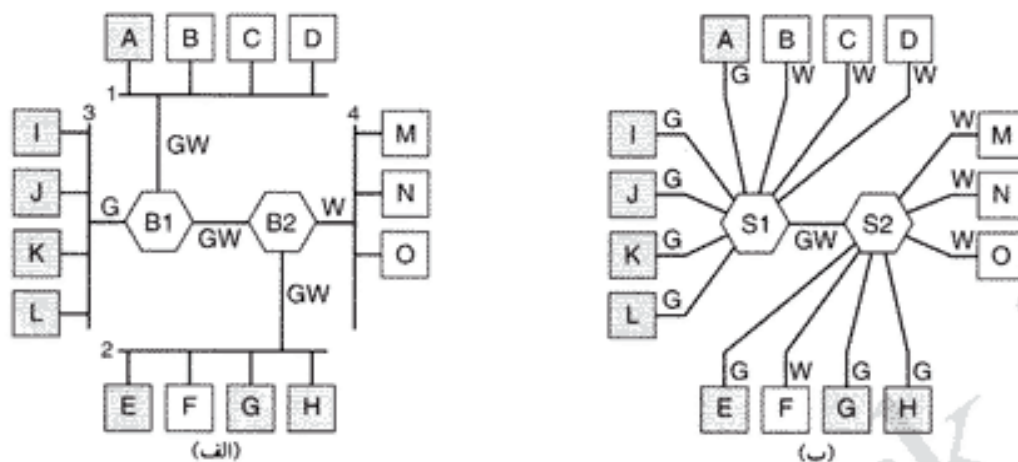 A B C D
1
3
GW
I
J
K
L
G
B1
GW
B2
W
4
M
N
O
GW
2
E F G H
(الف)
A B C D
G W W W
I G
J G
K G
L G
S1
GW
S2
W M
W N
W O
G W G G
E F G H
(ب)